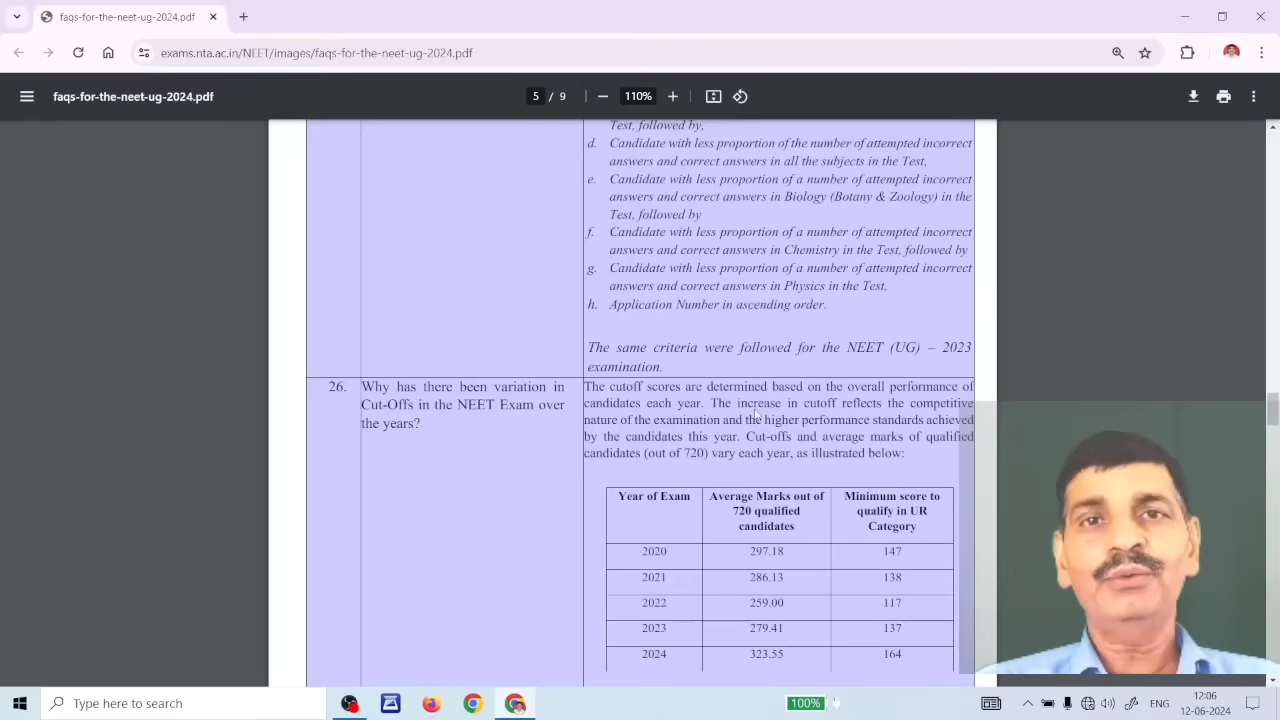 faqs-for-the-neet-ug-2024.pdf
exams.nta.ac.in/NEET/images/faqs-for-the-neet-ug-2024.pdf
faqs-for-the-neet-ug-2024.pdf
5 / 9
110%
Test, followed by,
d. Candidate with less proportion of the number of attempted incorrect
answers and correct answers in all the subjects in the Test,
e. Candidate with less proportion of a number of attempted incorrect
answers and correct answers in Biology (Botany & Zoology) in the
Test, followed by
f. Candidate with less proportion of a number of attempted incorrect
answers and correct answers in Chemistry in the Test, followed by
g. Candidate with less proportion of a number of attempted incorrect
answers and correct answers in Physics in the Test,
h. Application Number in ascending order.
The same criteria were followed for the NEET (UG) – 2023
examination.
26.
Why has there been variation in
Cut-Offs in the NEET Exam over
the years?
The cutoff scores are determined based on the overall performance of
candidates each year. The increase in cutoff reflects the competitive
nature of the examination and the higher performance standards achieved
by the candidates this year. Cut-offs and average marks of qualified
candidates (out of 720) vary each year, as illustrated below:
Year of Exam
Average Marks out of
720 qualified
candidates
Minimum score to
qualify in UR
Category
2020 297.18 147
2021 286.13 138
2022 259.00 117
2023 279.41 137
2024 323.55 164
Type here to search
100%
ENG
12:06
12-06-2024